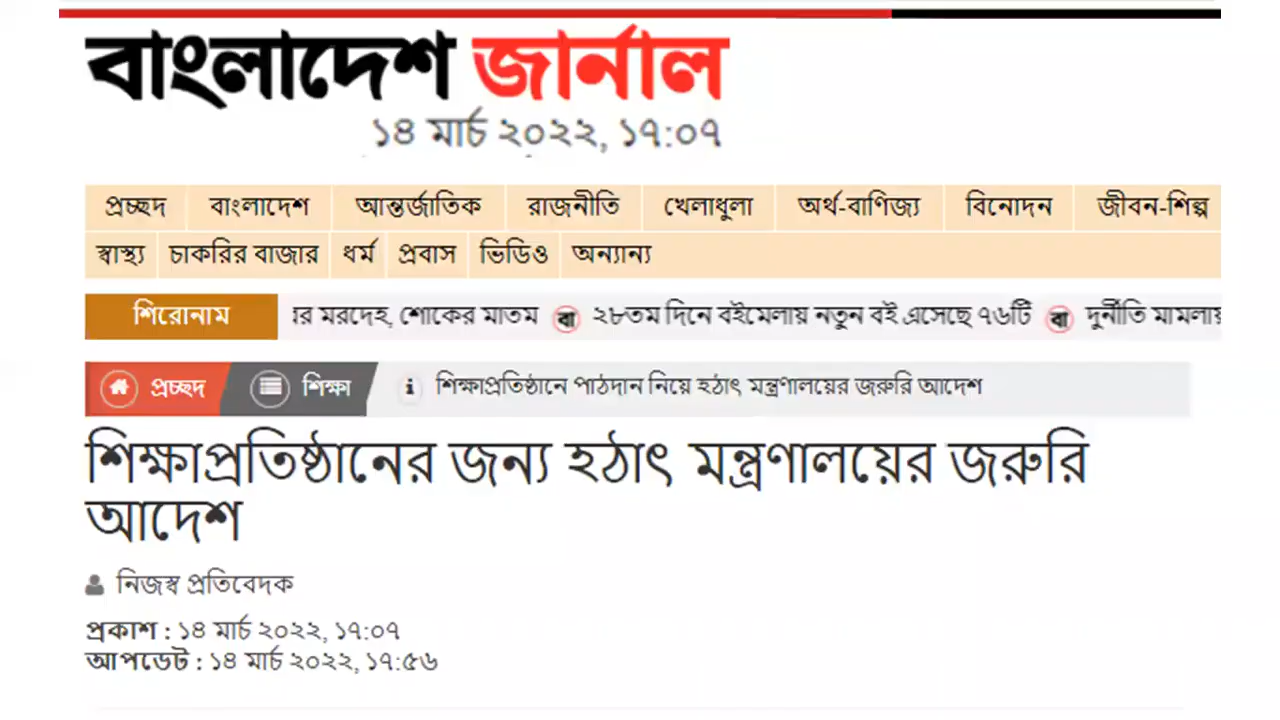 বাংলাদেশ জার্নাল
১৪ মার্চ ২০২২, ১৭:০৭
প্রচ্ছদ বাংলাদেশ আন্তর্জাতিক রাজনীতি খেলাধুলা অর্থ-বাণিজ্য বিনোদন জীবন-শিল্প
স্বাস্থ্য চাকরির বাজার ধর্ম প্রবাস ভিডিও অন্যান্য
শিরোনাম মরদেহ, শোকের মাতম বা ২৮তম দিনে বইমেলায় নতুন বই এসেছে ৭৬টি বা দুর্নীতি মামলায়
প্রচ্ছদ শিক্ষা শিক্ষাপ্রতিষ্ঠানে পাঠদান নিয়ে হঠাৎ মন্ত্রণালয়ের জরুরি আদেশ
শিক্ষাপ্রতিষ্ঠানের জন্য হঠাৎ মন্ত্রণালয়ের জরুরি
আদেশ
নিজস্ব প্রতিবেদক
প্রকাশ : ১৪ মার্চ ২০২২, ১৭:০৭
আপডেট : ১৪ মার্চ ২০২২, ১৭:৫৬